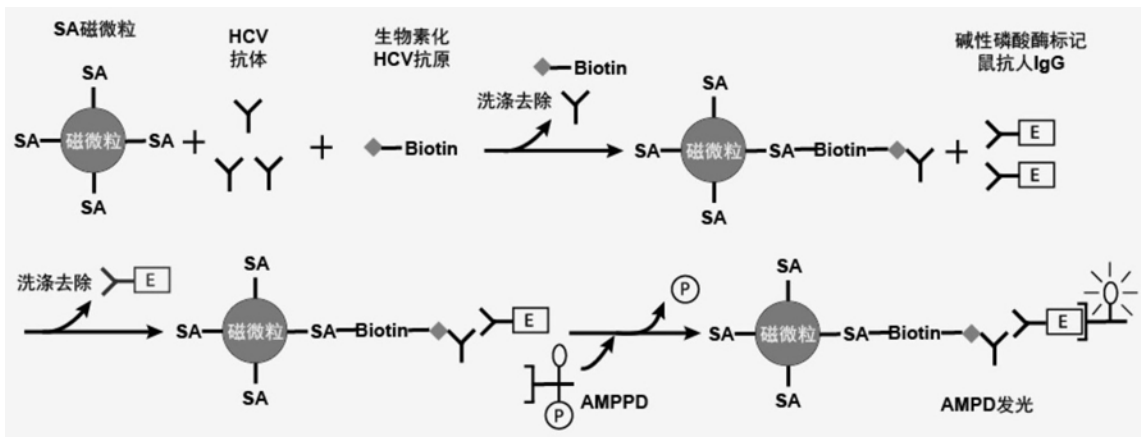 SA磁微粒
HCV
抗体
生物素化
HCV抗原
碱性磷酸酶标记
鼠抗人IgG
SA
SA
磁微粒
SA
SA
Biotin
Biotin
洗涤去除
SA
SA
磁微粒
SA
Biotin
SA
E
E
洗涤去除
E
SA
SA
磁微粒
SA
Biotin
SA
E
P
AMPPD
P
SA
SA
磁微粒
SA
Biotin
SA
E
AMPD发光